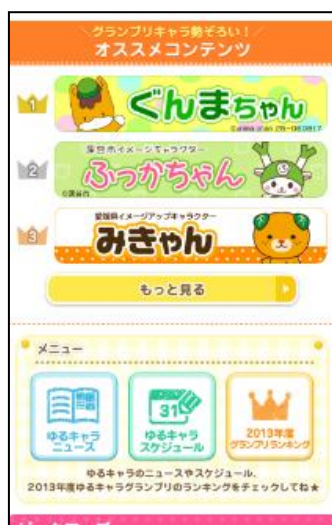 グランプリキャラ勢ぞろい!
オススメコンテンツ
1
ぐんまちゃん
2
深谷市イメージキャラクター
ふっかちゃん
©深谷市
3
愛媛県イメージアップキャラクター
みきゃん
もっと見る
メニュー
ゆるキャラ
ニュース
31
ゆるキャラ
スケジュール
2013年度
グランプリランキング
ゆるキャラのニュースやスケジュール、
2013年度ゆるキャラグランプリのランキングをチェックしてね★